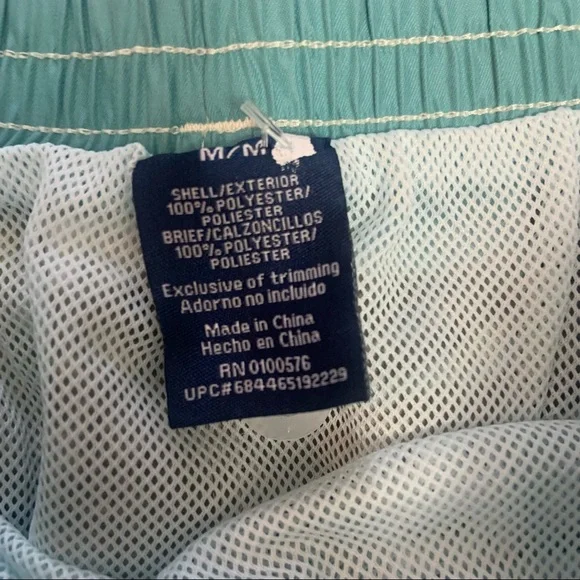 M/M
SHELL/EXTERIOR
100% POLYESTER/
POLIESTER
BRIEF/CALZONCILLOS
100% POLYESTER/
POLIESTER
Exclusive of trimming
Adorno no incluido
Made in China
Hecho en China
RN 0100576
UPC#684465192229